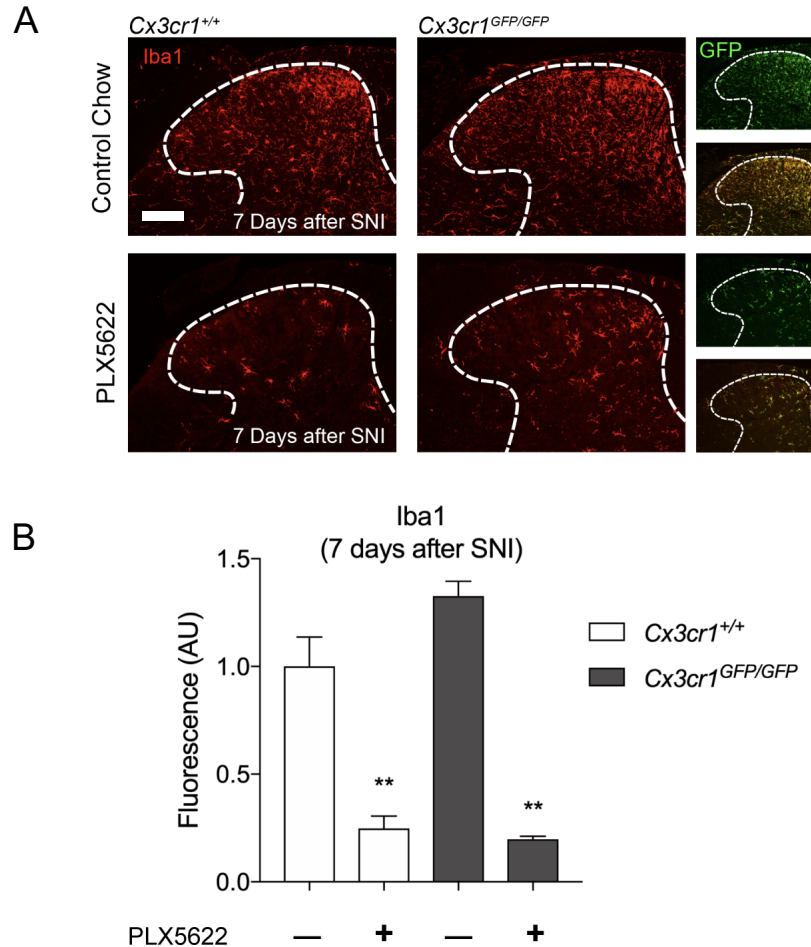 A
Cx3cr1+/+
Cx3cr1GFP/GFP
Iba1
GFP
Control Chow
7 Days after SNI
PLX5622
7 Days after SNI
B
Iba1
(7 days after SNI)
Fluorescence (AU)
1.5
1.0
0.5
0.0
**
**
Cx3cr1+/+
Cx3cr1GFP/GFP
PLX5622 — + — +